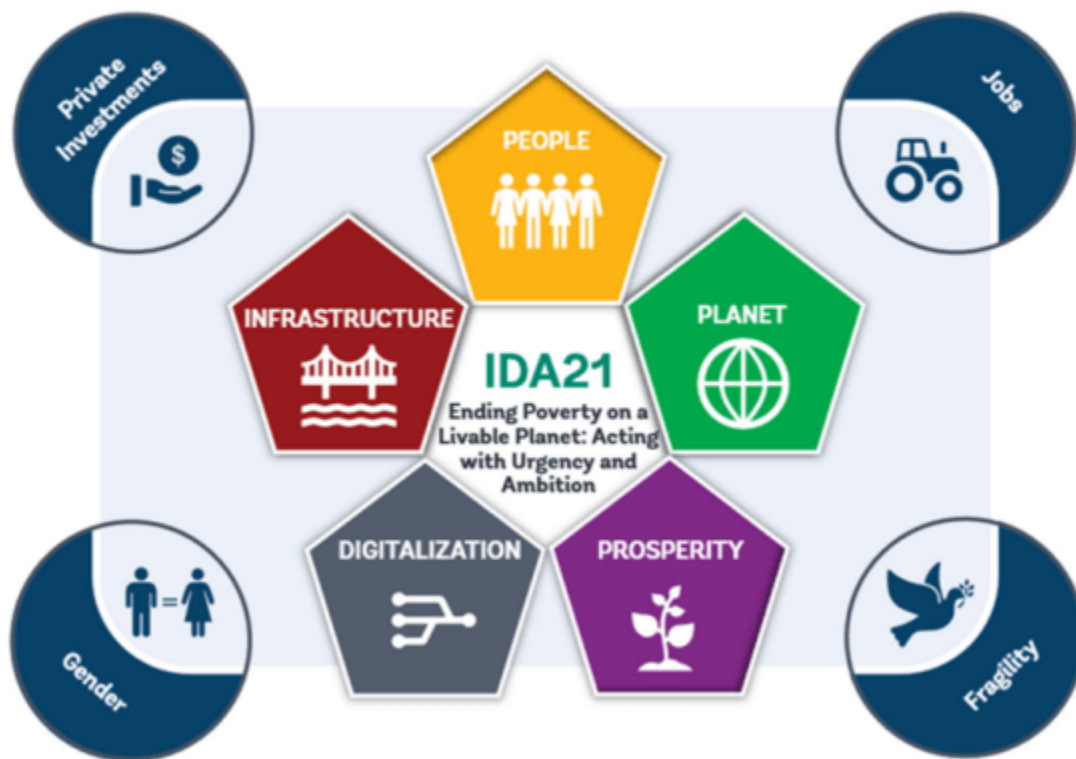 Private
Investments
$
Jobs
PEOPLE
INFRASTRUCTURE
PLANET
IDA21
Ending Poverty on a
Livable Planet: Acting
with Urgency and
Ambition
DIGITALIZATION
PROSPERITY
=
Gender
Fragility